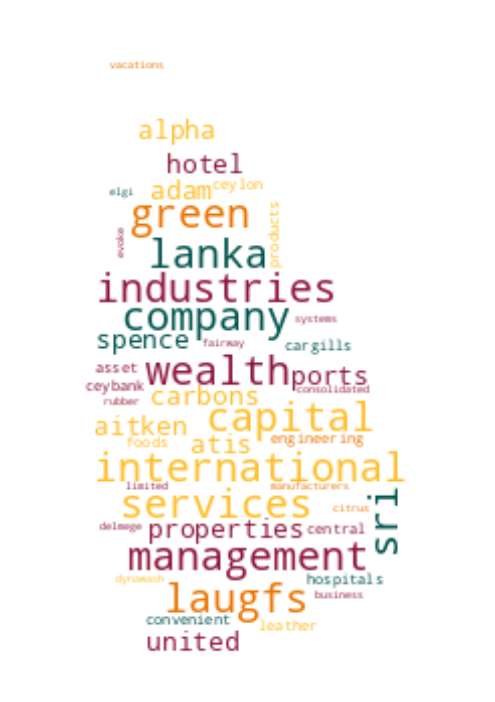 vacations
alpha
hotel
elgi adam ceylon
green products
evoke lanka
industries
company systems
spence fairway cargills
asset wealth ports
ceybank consolidated
rubber carbons
aitken capital
foods atis engineering
international
limited manufacturers
services citrus sri
delmege properties central
management
dynawash laugfs hospitals
business
convenient leather
united